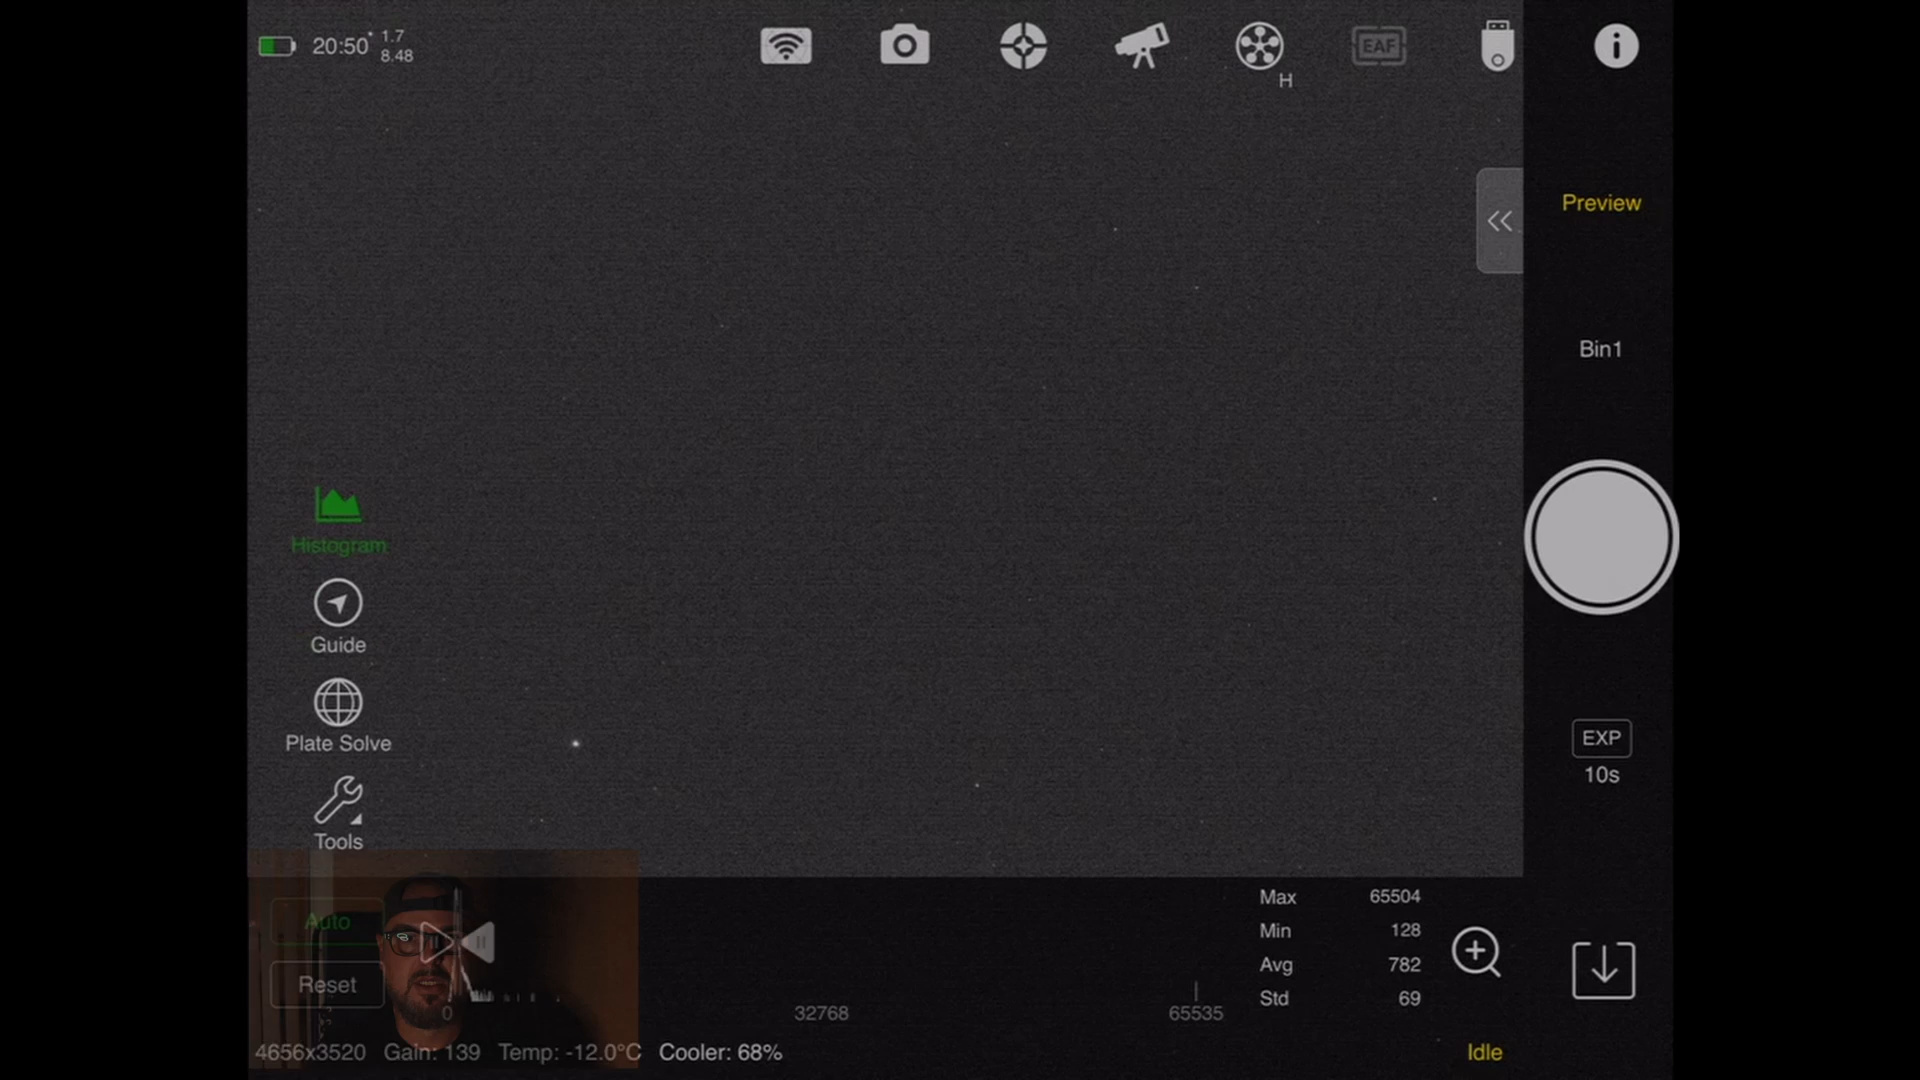 20:50 1.7
8.48
EAF
H
Preview
Bin1
Histogram
Guide
Plate Solve
EXP
10s
Tools
Max 65504
Auto
Min 128
Avg 782
Reset
Std 69
0 32768 65535
4656x3520 Gain: 139 Temp: -12.0°C Cooler: 68% Idle